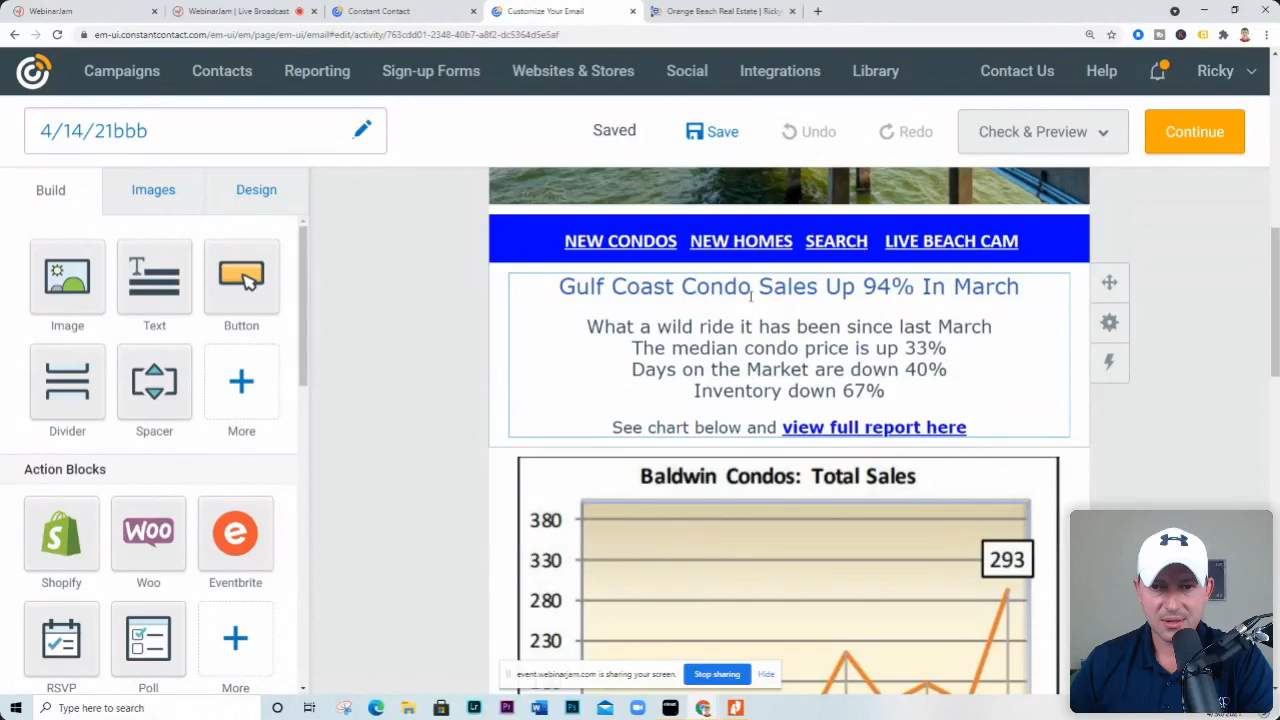 WebinarJam
WebinarJam | Live Broadcast
Constant Contact
Customize Your Email
Orange Beach Real Estate | Ricky
em-ui.constantcontact.com/em-ui/em/page/em-ui/email#edit/activity/763cdd01-2348-40b7-a8f2-dc5364d5e5af
Campaigns Contacts Reporting Sign-up Forms Websites & Stores Social Integrations Library Contact Us Help Ricky
4/14/21bbb
Saved Save Undo Redo Check & Preview Continue
Build Images Design
Image Text Button
Divider Spacer More
Action Blocks
Shopify Woo Eventbrite
RSVP Poll More
NEW CONDOS NEW HOMES SEARCH LIVE BEACH CAM
Gulf Coast Condo Sales Up 94% In March
What a wild ride it has been since last March
The median condo price is up 33%
Days on the Market are down 40%
Inventory down 67%
See chart below and view full report here
Baldwin Condos: Total Sales
380
330
293
280
230
event.webinarjam.com is sharing your screen. Stop sharing Hide
Type here to search